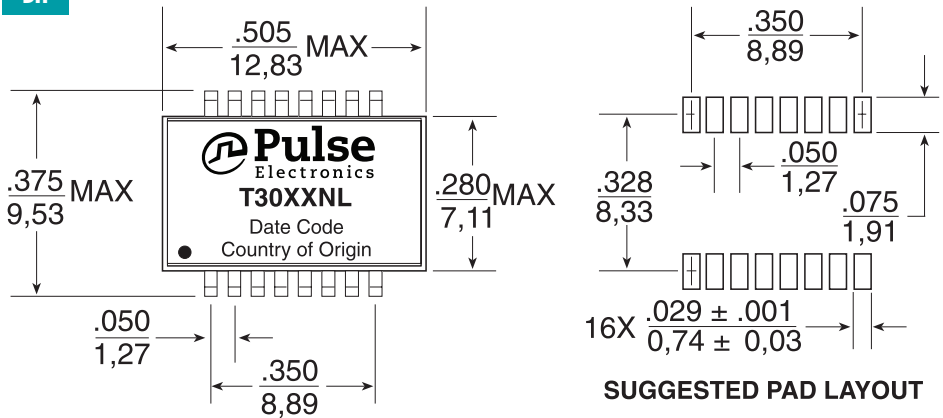 .505
12,83
MAX
.375
9,53
MAX
Pulse
Electronics
T30XXNL
Date Code
Country of Origin
.280
7,11
MAX
.050
1,27
.350
8,89
.350
8,89
.328
8,33
.050
1,27
.075
1,91
16X
.029 ± .001
0,74 ± 0,03
SUGGESTED PAD LAYOUT